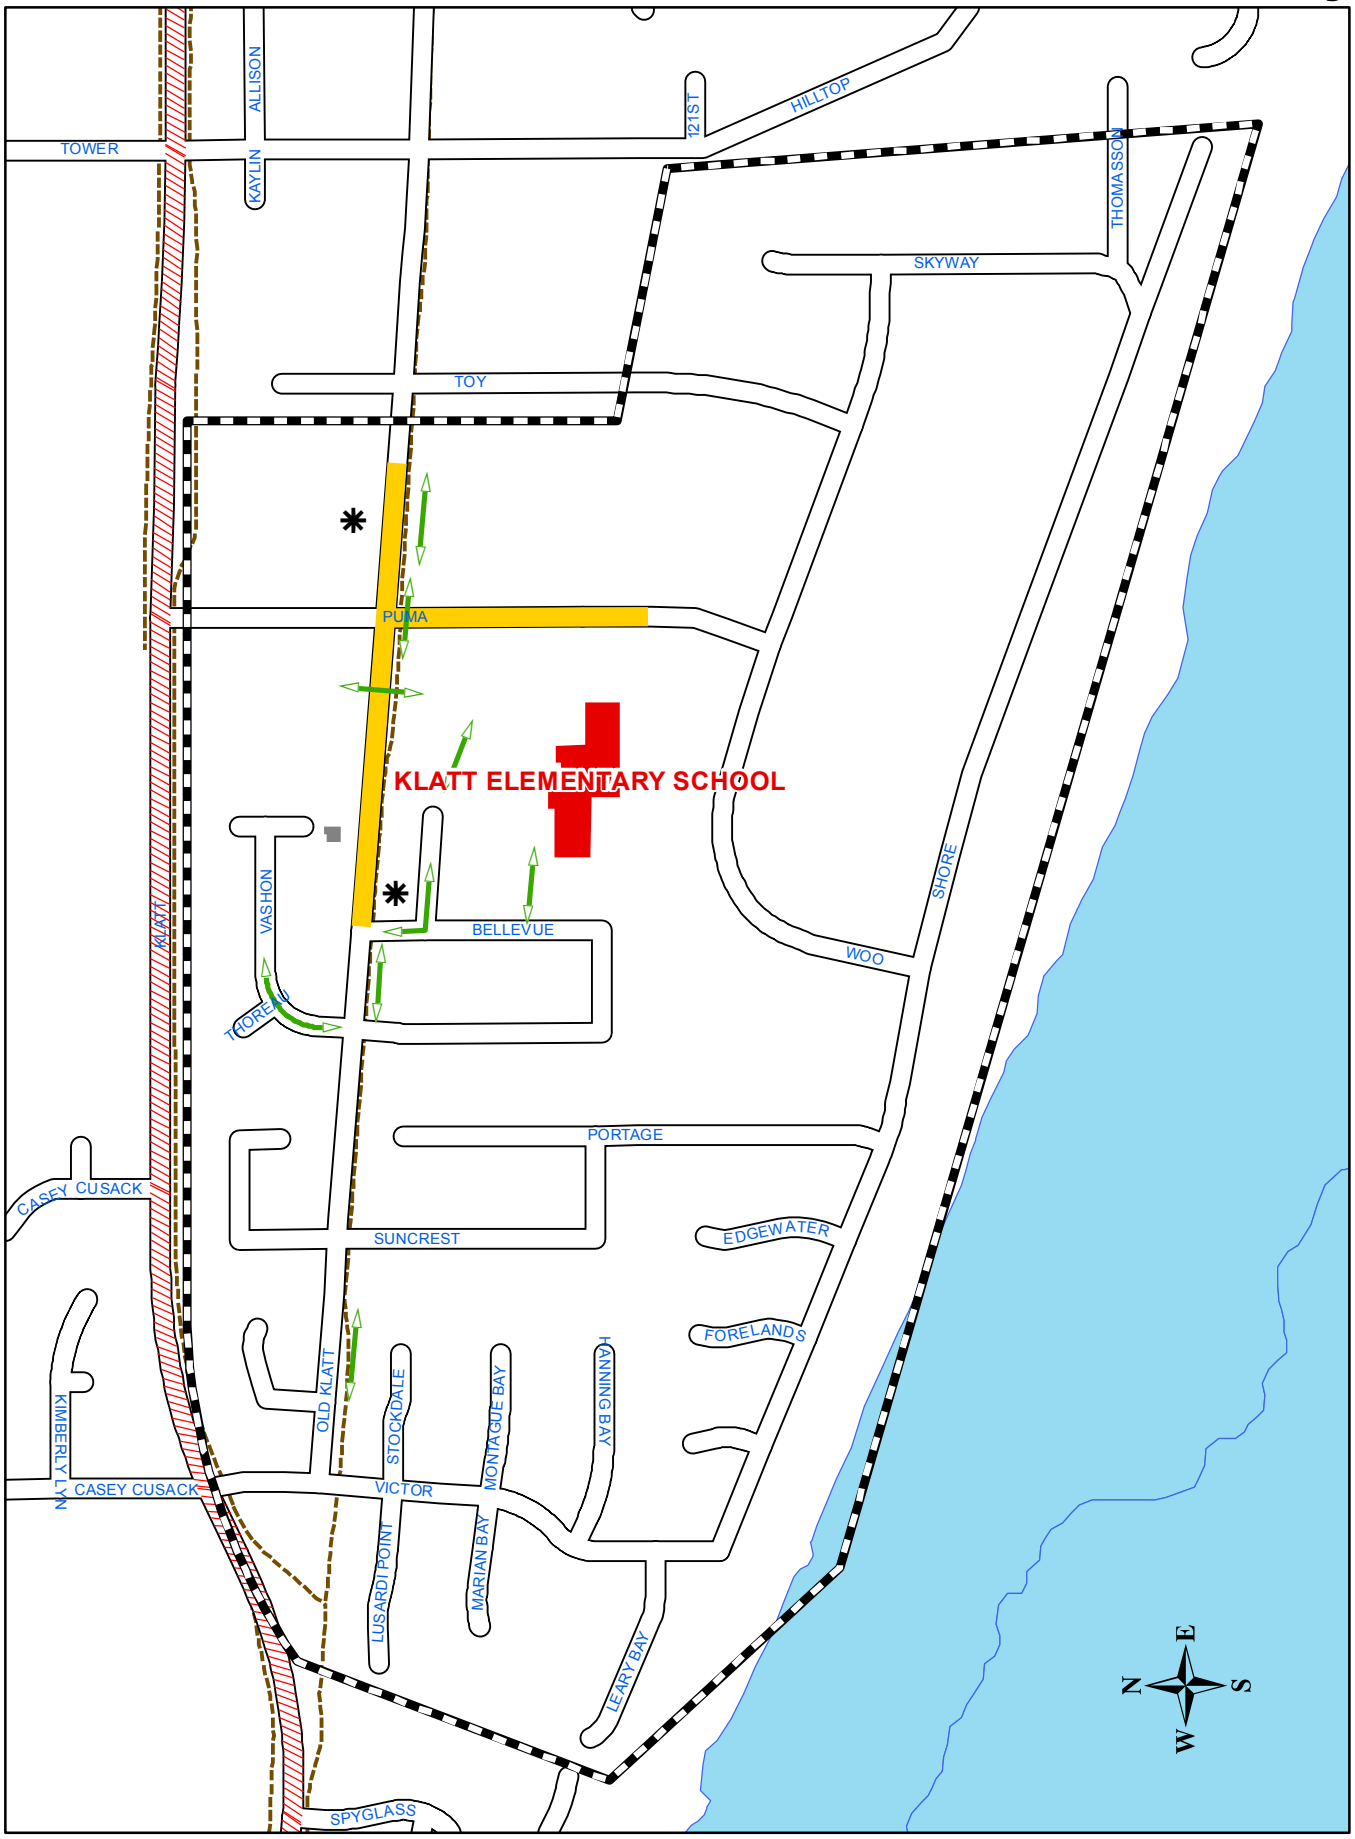 ALLISON
121ST
HILLTOP
TOWER
KAYLIN
THOMASSON
SKYWAY
TOY
PUMA
KLATT ELEMENTARY SCHOOL
SHORE
VASHON
KLATT
BELLEVUE
WOO
THOREAU
PORTAGE
CASEY CUSACK
EDGEWATER
SUNCREST
FORELANDS
OLD KLATT
STOCKDALE
MONTAGUE BAY
HANNING BAY
KIMBERLY LYN
CASEY CUSACK
VICTOR
LUSARDI POINT
MARIAN BAY
LEARY BAY
E
N
S
W
SPYGLASS